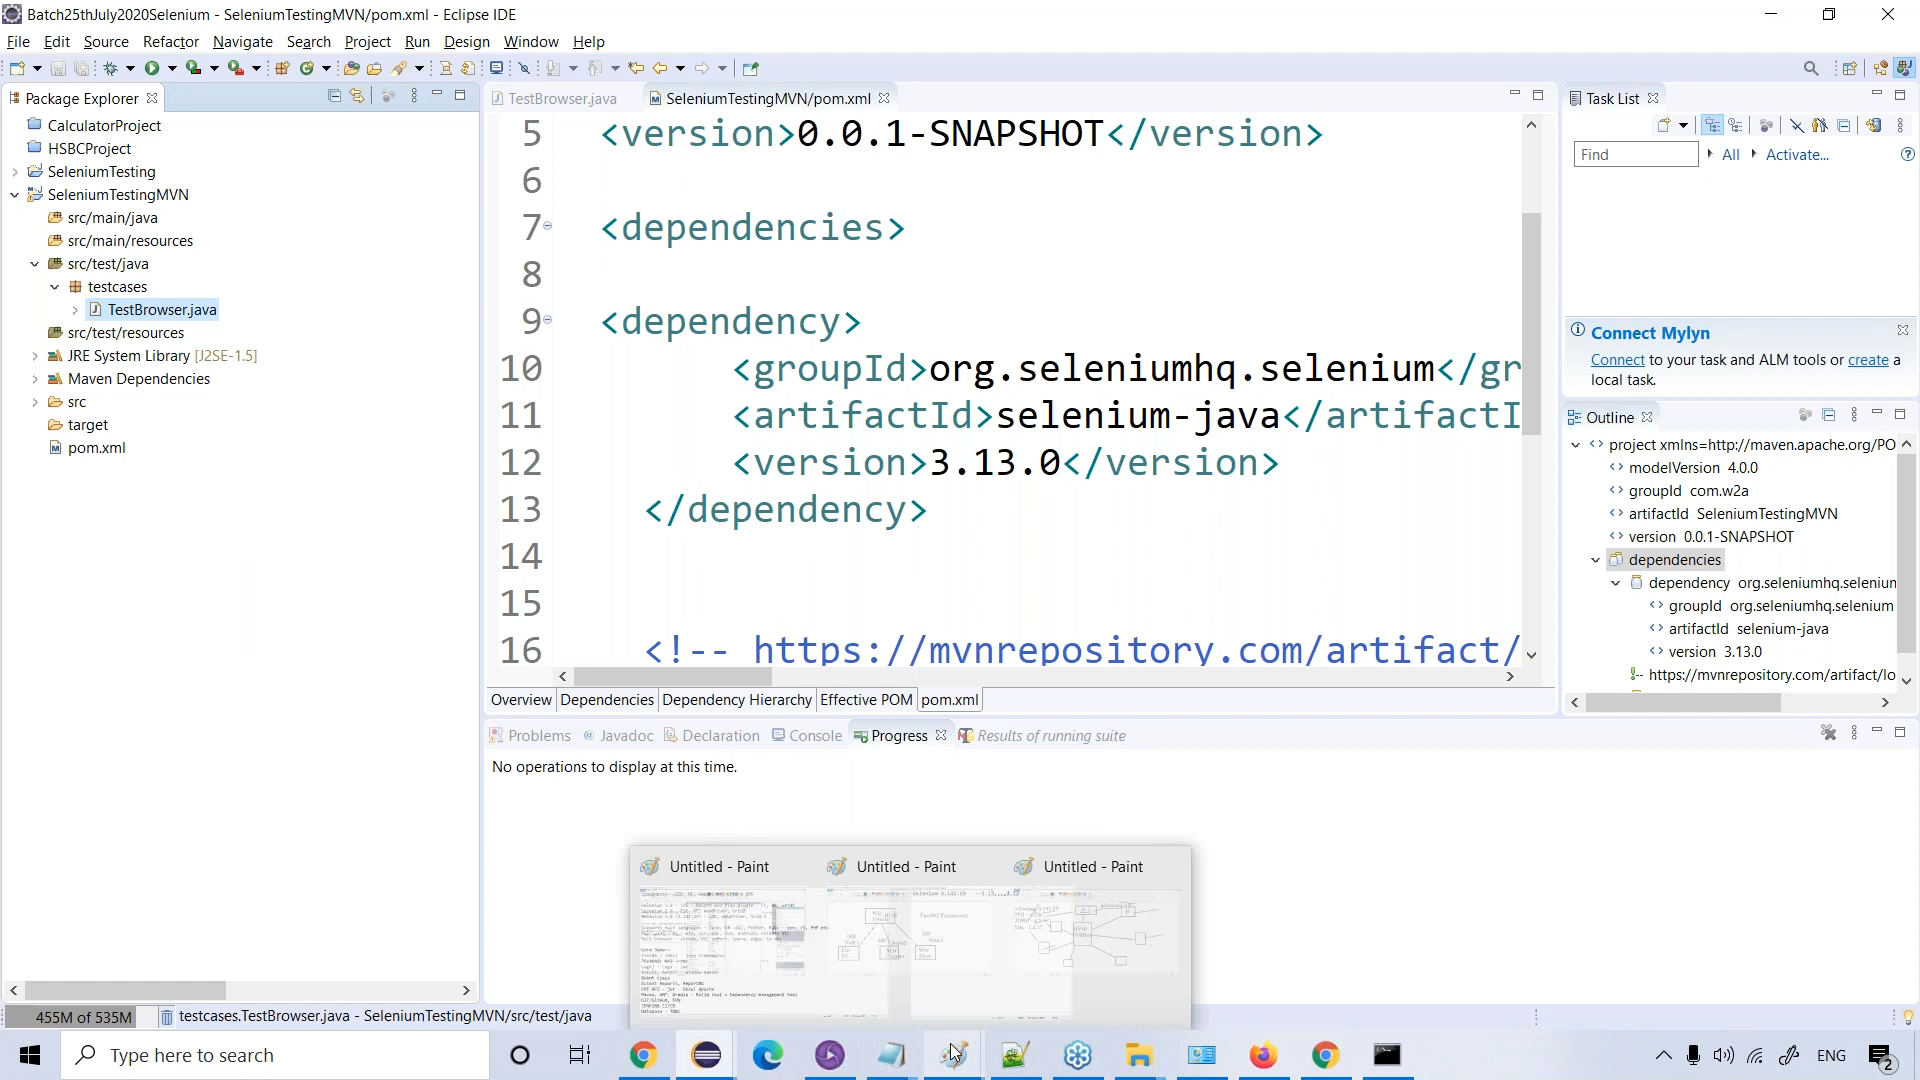 Batch25thJuly2020Selenium - SeleniumTestingMVN/pom.xml - Eclipse IDE
File Edit Source Refactor Navigate Search Project Run Design Window Help
Package Explorer
CalculatorProject
HSBCProject
SeleniumTesting
SeleniumTestingMVN
src/main/java
src/main/resources
src/test/java
testcases
TestBrowser.java
src/test/resources
JRE System Library [J2SE-1.5]
Maven Dependencies
src
target
pom.xml
TestBrowser.java SeleniumTestingMVN/pom.xml
5 <version>0.0.1-SNAPSHOT</version>
6
7 <dependencies>
8
9 <dependency>
10 <groupId>org.seleniumhq.selenium</gr
11 <artifactId>selenium-java</artifactI
12 <version>3.13.0</version>
13 </dependency>
14
15
16 <!-- https://mvnrepository.com/artifact/
Overview Dependencies Dependency Hierarchy Effective POM pom.xml
Problems Javadoc Declaration Console Progress Results of running suite
No operations to display at this time.
Task List
Find All Activate...
Connect Mylyn
Connect to your task and ALM tools or create a
local task.
Outline
project xmlns=http://maven.apache.org/PO
modelVersion 4.0.0
groupId com.w2a
artifactId SeleniumTestingMVN
version 0.0.1-SNAPSHOT
dependencies
dependency org.seleniumhq.selenium
groupId org.seleniumhq.selenium
artifactId selenium-java
version 3.13.0
https://mvnrepository.com/artifact/lo
Untitled - Paint Untitled - Paint Untitled - Paint
455M of 535M testcases.TestBrowser.java - SeleniumTestingMVN/src/test/java
Type here to search
ENG
2